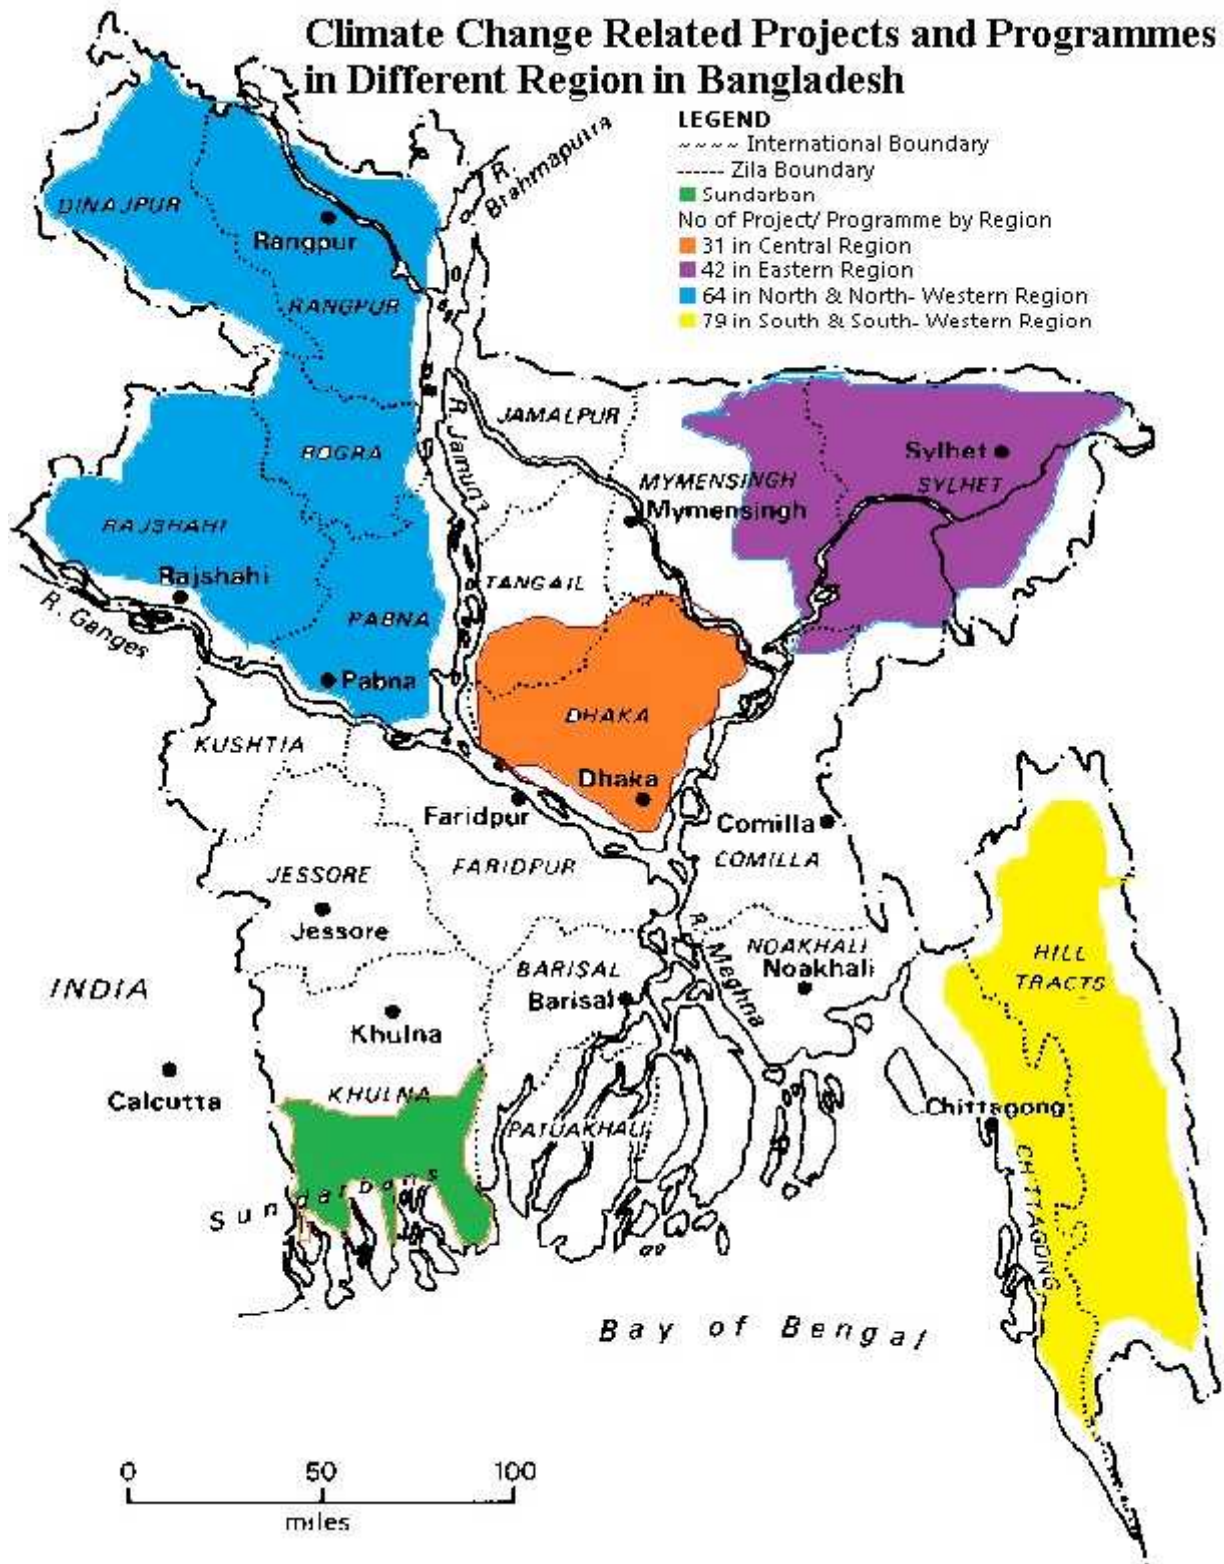 Climate Change Related Projects and Programmes
in Different Region in Bangladesh
LEGEND
~~~~ International Boundary
------ Zila Boundary
Sundarban
No of Project/ Programme by Region
31 in Central Region
42 in Eastern Region
64 in North & North- Western Region
79 in South & South- Western Region
R. Brahmaputra
DINAJPUR
Rangpur
RANGPUR
JAMALPUR
R. Jamuna
BOGRA
Sylhet
SYLHET
MYMENSINGH
Mymensingh
RAJSHAHI
Rajshahi
TANGAIL
R. Ganges
PABNA
Pabna
DHAKA
KUSHTIA
Dhaka
Faridpur
Comilla
COMILLA
FARIDPUR
JESSORE
Jessore
R. Meghna
NOAKHALI
Noakhali
HILL
TRACTS
BARISAL
Barisal
INDIA
Khulna
KHULNA
Calcutta
Chittagong
PATUAKHALI
CHITTAGONG
Sundarbans
Bay of Bengal
0 50 100
miles